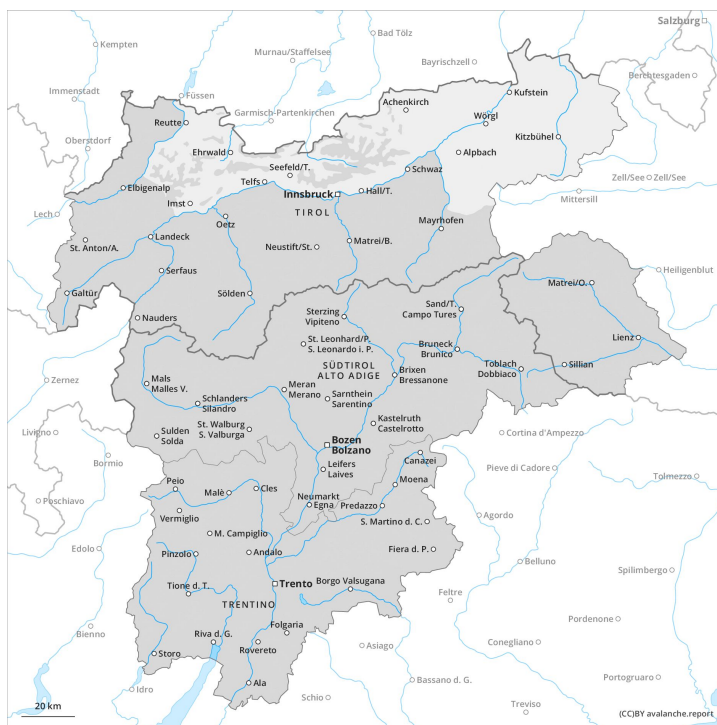 Salzburg
Kempten
Bad Tölz
Murnau/Staffelsee
Bayrischzell
Berchtesgaden
Immenstadt
Füssen
Kufstein
Achenkirch
Garmisch-Partenkirchen
Reutte
Wörgl
Oberstdorf
Kitzbühel
Ehrwald
Alpbach
Seefeld/T.
Schwaz
Zell/See
Zell/See
Telfs
Elbigenalp
Hall/T.
Innsbruck
Mittersill
Imst
Lech
TIROL
Oetz
Mayrhofen
Landeck
Matrei/B.
St. Anton/A.
Neustift/St.
Serfaus
Heiligenblut
Matrei/O.
Galtür
Sölden
Sand/T.
Campo Tures
Sterzing
Vipiteno
Nauders
St. Leonhard/P.
S. Leonardo i. P.
Lienz
Bruneck
Brunico
SÜDTIROL
ALTO ADIGE
Toblach
Dobbiaco
Sillian
Zernez
Mals
Malles V.
Meran
Merano
Brixen
Bressanone
Sarnthein
Sarentino
Schlanders
Silandro
Kastelruth
Castelrotto
St. Walburg
S. Valburga
Livigno
Sulden
Solda
Cortina d'Ampezzo
Bozen
Bolzano
Bormio
Canazei
Leifers
Laives
Pieve di Cadore
Tolmezzo
Peio
Malè
Cles
Moena
Neumarkt
Egna
Predazzo
Poschiavo
Vermiglio
S. Martino d. C.
Agordo
M. Campiglio
Edolo
Pinzolo
Andalo
Fiera d. P.
Belluno
Spilimbergo
Tione d. T.
Trento
Borgo Valsugana
Feltre
TRENTINO
Pordenone
Bienno
Folgaria
Riva d. G.
Rovereto
Asiago
Conegliano
Storo
Idro
Ala
Bassano d. G.
Portogruaro
Schio
Treviso
20 km
(CC)BY avalanche.report